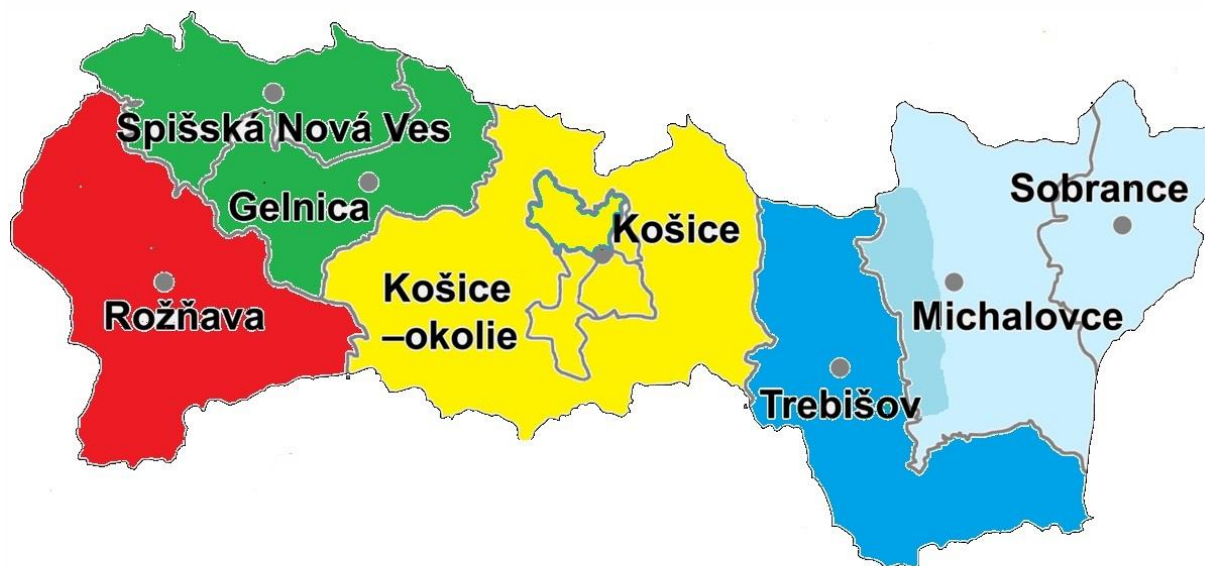 Spišská Nová Ves
Gelnica
Rožňava
Košice
Košice
–okolie
Trebišov
Michalovce
Sobrance